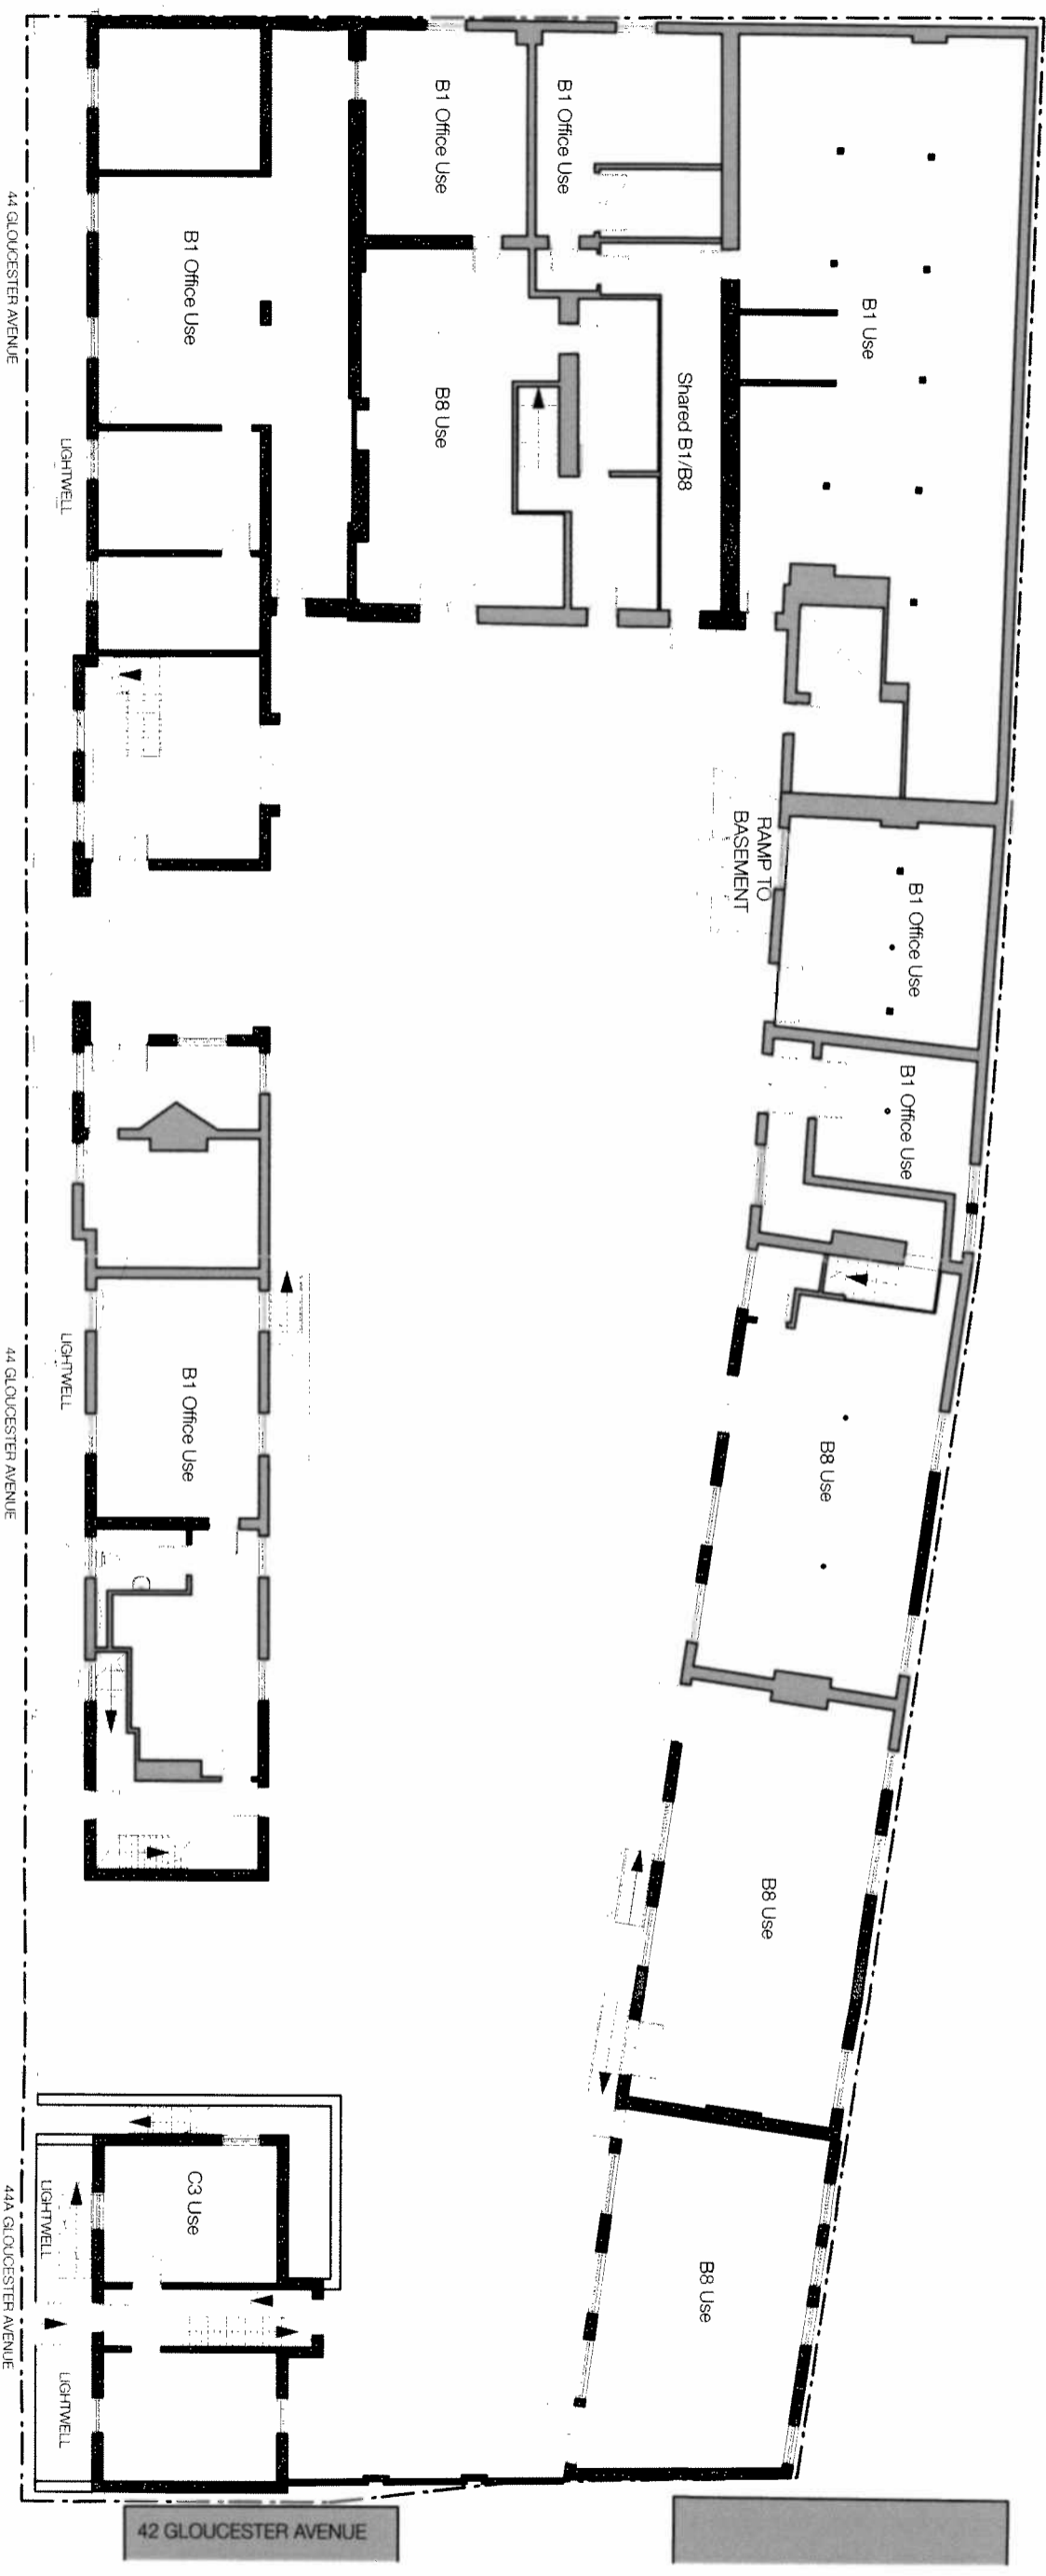 B1 Office Use
B1 Office Use
B1 Use
44 GLOUCESTER AVENUE
B1 Office Use
B8 Use
Shared B1/B8
LIGHTWELL
RAMP TO
BASEMENT
B1 Office Use
B1 Office Use
44 GLOUCESTER AVENUE
LIGHTWELL
B1 Office Use
B8 Use
B8 Use
44A GLOUCESTER AVENUE
LIGHTWELL
C3 Use
B8 Use
LIGHTWELL
42 GLOUCESTER AVENUE